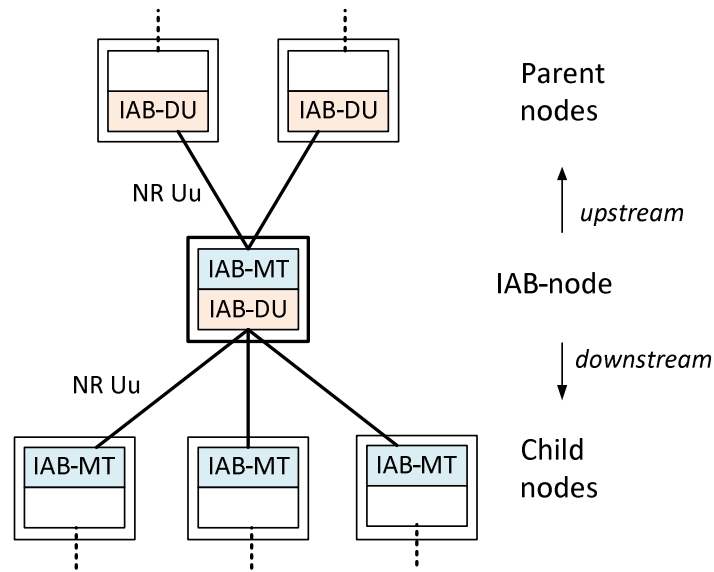 IAB-DU
IAB-DU
Parent
nodes
NR Uu
upstream
IAB-MT
IAB-DU
IAB-node
downstream
NR Uu
IAB-MT
IAB-MT
IAB-MT
Child
nodes